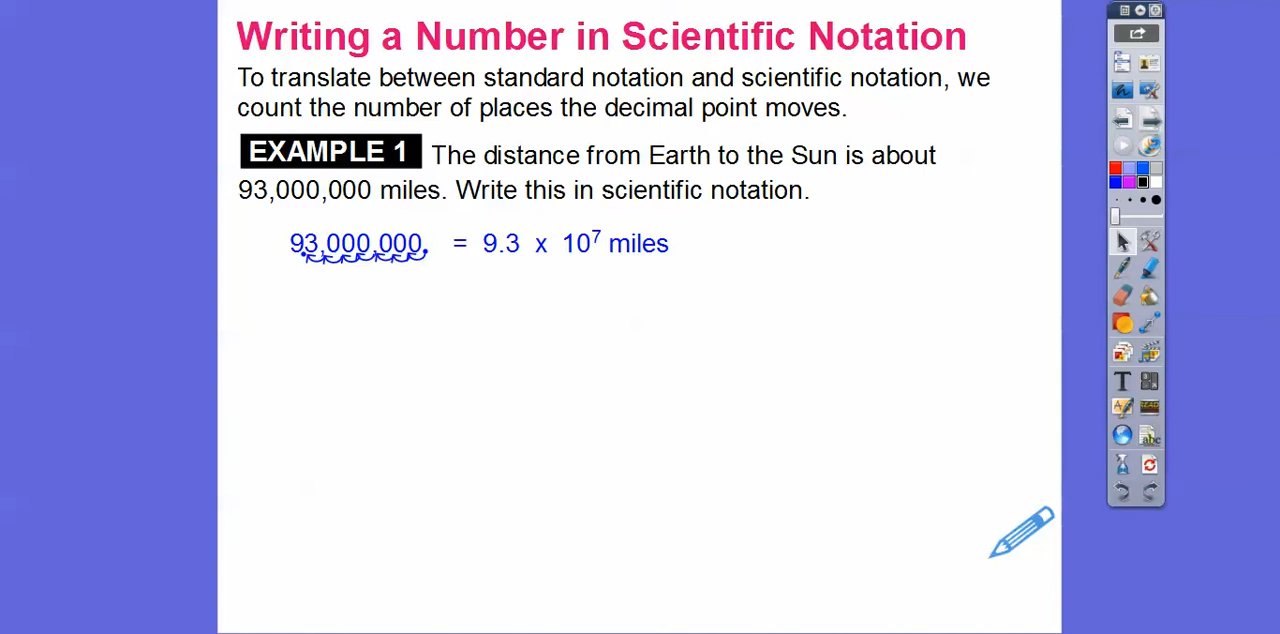 Writing a Number in Scientific Notation
To translate between standard notation and scientific notation, we
count the number of places the decimal point moves.
EXAMPLE 1 The distance from Earth to the Sun is about
93,000,000 miles. Write this in scientific notation.
93,000,000. = 9.3 x 10⁷ miles